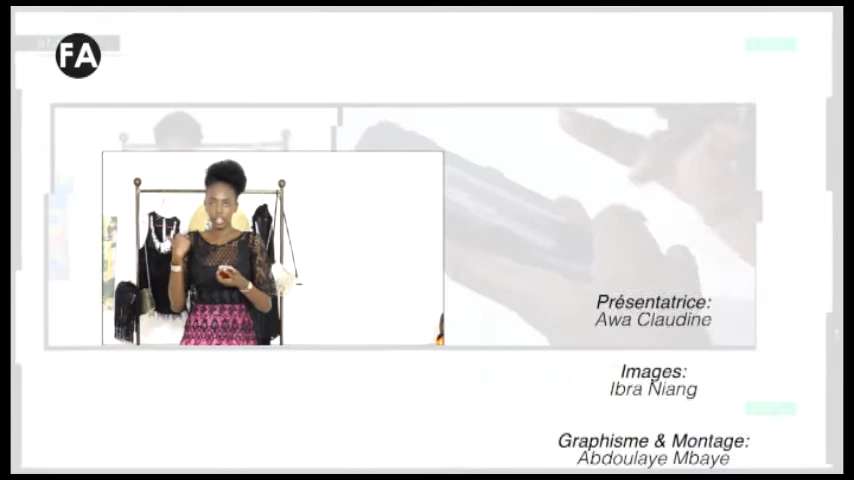 FA
Présentatrice:
Awa Claudine
Images:
Ibra Niang
Graphisme & Montage:
Abdoulaye Mbaye